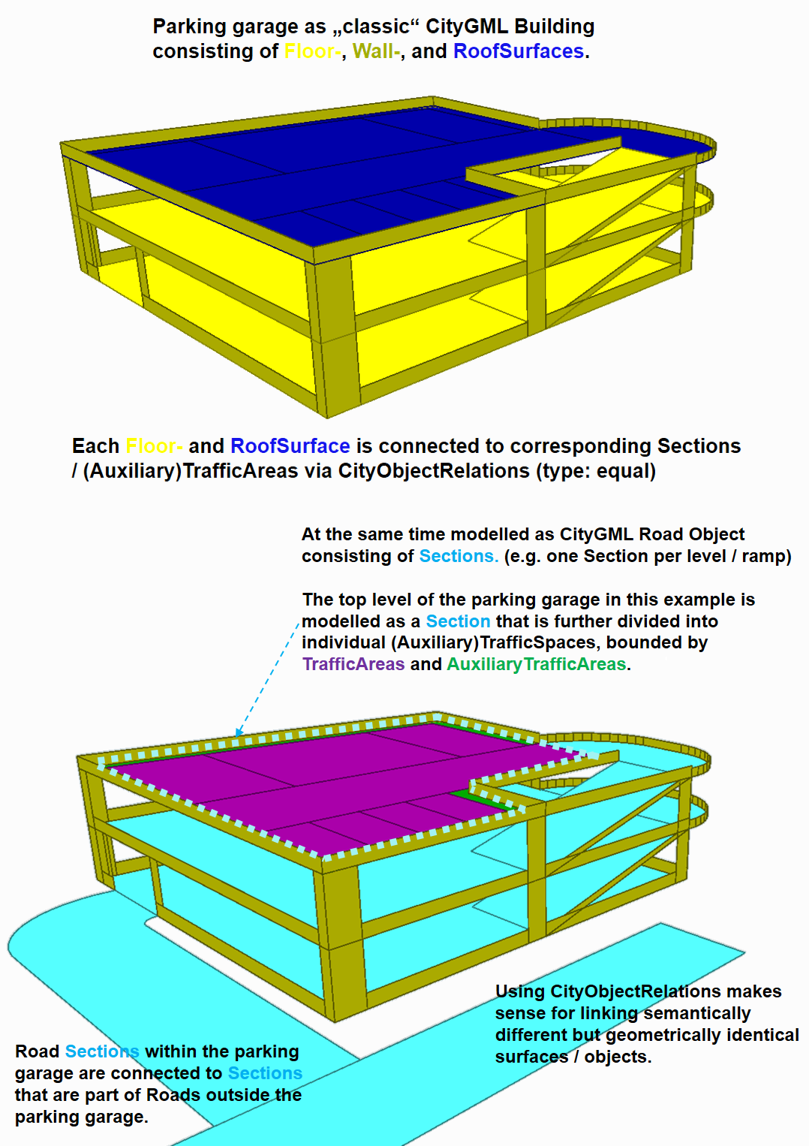 Parking garage as „classic“ CityGML Building
consisting of Floor-, Wall-, and RoofSurfaces.
Each Floor- and RoofSurface is connected to corresponding Sections
/ (Auxiliary)TrafficAreas via CityObjectRelations (type: equal)
At the same time modelled as CityGML Road Object
consisting of Sections. (e.g. one Section per level / ramp)
The top level of the parking garage in this example is
modelled as a Section that is further divided into
individual (Auxiliary)TrafficSpaces, bounded by
TrafficAreas and AuxiliaryTrafficAreas.
Using CityObjectRelations makes
sense for linking semantically
different but geometrically identical
surfaces / objects.
Road Sections within the parking
garage are connected to Sections
that are part of Roads outside the
parking garage.